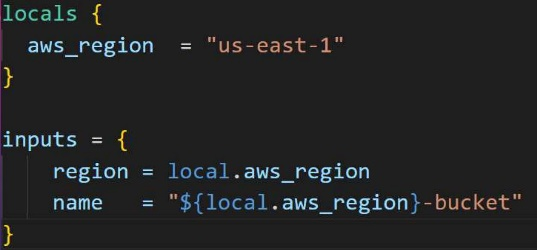 locals {
  aws_region  = "us-east-1"
}

inputs = {
    region = local.aws_region
    name   = "${local.aws_region}-bucket"
}